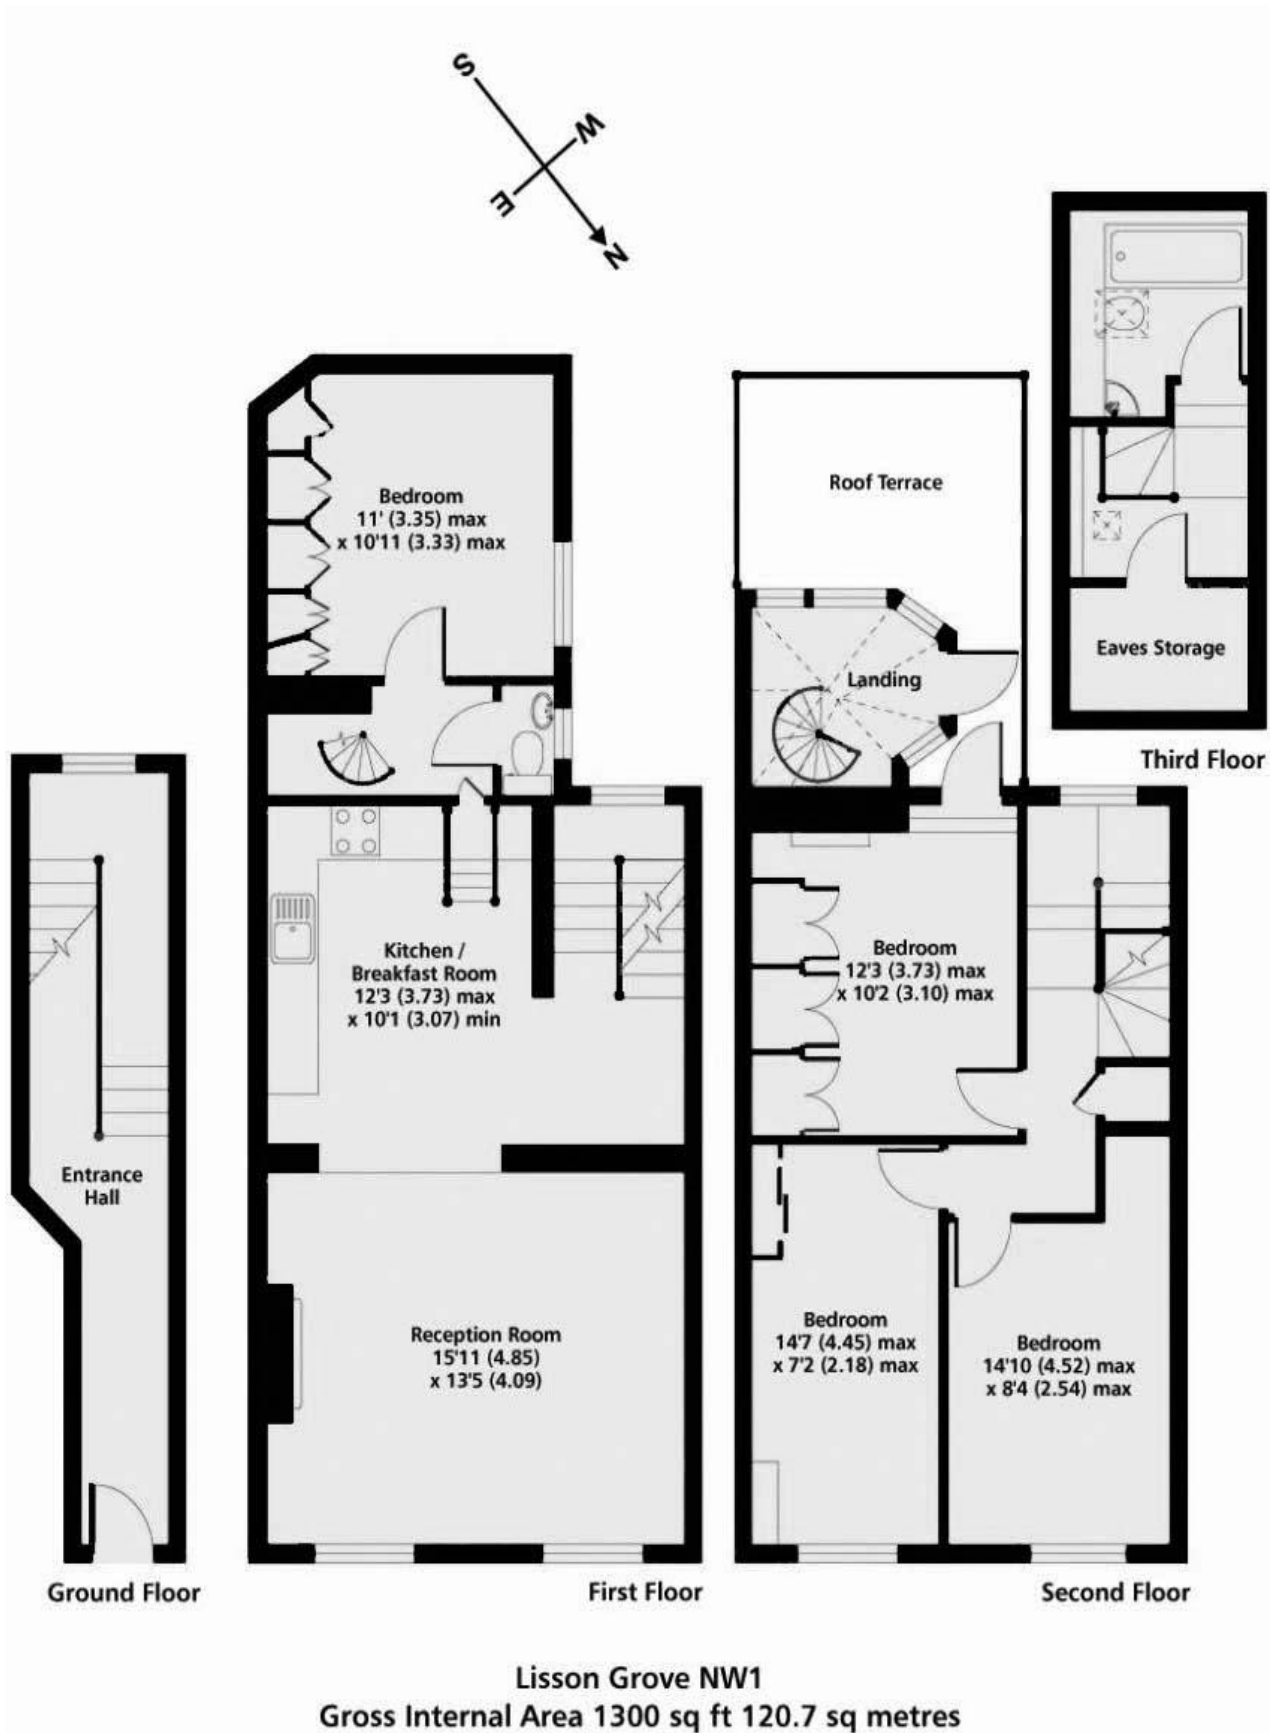 S
W
E
N
Bedroom
11' (3.35) max
x 10'11 (3.33) max
Roof Terrace
Landing
Eaves Storage
Third Floor
Kitchen /
Breakfast Room
12'3 (3.73) max
x 10'1 (3.07) min
Bedroom
12'3 (3.73) max
x 10'2 (3.10) max
Entrance
Hall
Reception Room
15'11 (4.85)
x 13'5 (4.09)
Bedroom
14'7 (4.45) max
x 7'2 (2.18) max
Bedroom
14'10 (4.52) max
x 8'4 (2.54) max
Ground Floor
First Floor
Second Floor
Lisson Grove NW1
Gross Internal Area 1300 sq ft 120.7 sq metres